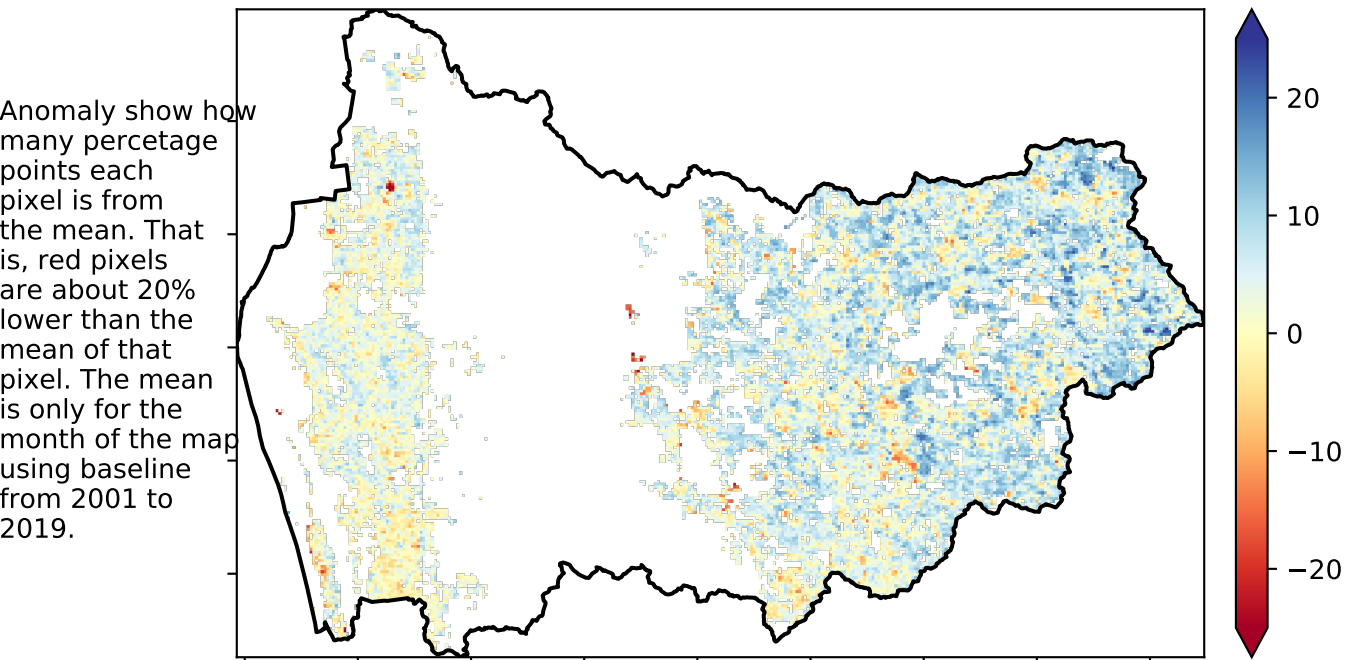 Anomaly show how
many percetage
points each
pixel is from
the mean. That
is, red pixels
are about 20%
lower than the
mean of that
pixel. The mean
is only for the
month of the map
using baseline
from 2001 to
2019.
20
10
0
−10
−20